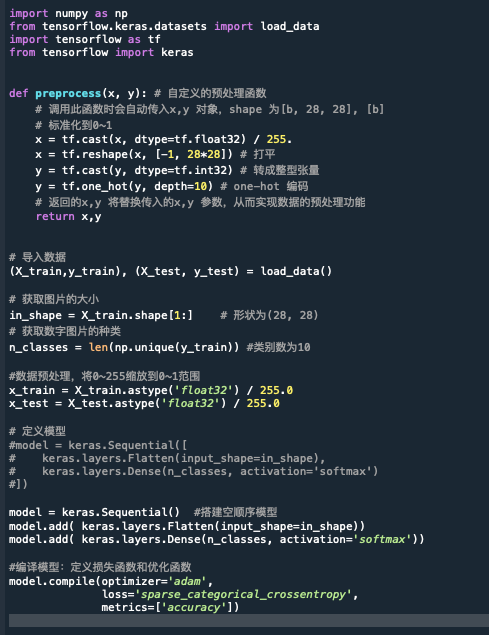 import numpy as np
from tensorflow.keras.datasets import load_data
import tensorflow as tf
from tensorflow import keras
def preprocess(x, y): # 自定义的预处理函数
    # 调用此函数时会自动传入x,y 对象，shape 为[b, 28, 28], [b]
    # 标准化到0~1
    x = tf.cast(x, dtype=tf.float32) / 255.
    x = tf.reshape(x, [-1, 28*28]) # 打平
    y = tf.cast(y, dtype=tf.int32) # 转成整型张量
    y = tf.one_hot(y, depth=10) # one-hot 编码
    # 返回的x,y 将替换传入的x,y 参数，从而实现数据的预处理功能
    return x,y
# 导入数据
(X_train,y_train), (X_test, y_test) = load_data()
# 获取图片的大小
in_shape = X_train.shape[1:]    # 形状为(28, 28)
# 获取数字图片的种类
n_classes = len(np.unique(y_train)) #类别数为10
#数据预处理，将0~255缩放到0~1范围
x_train = X_train.astype('float32') / 255.0
x_test = X_test.astype('float32') / 255.0
# 定义模型
#model = keras.Sequential([
#    keras.layers.Flatten(input_shape=in_shape),
#    keras.layers.Dense(n_classes, activation='softmax')
#])
model = keras.Sequential()  #搭建空顺序模型
model.add( keras.layers.Flatten(input_shape=in_shape))
model.add( keras.layers.Dense(n_classes, activation='softmax'))
#编译模型：定义损失函数和优化函数
model.compile(optimizer='adam',
              loss='sparse_categorical_crossentropy',
              metrics=['accuracy'])